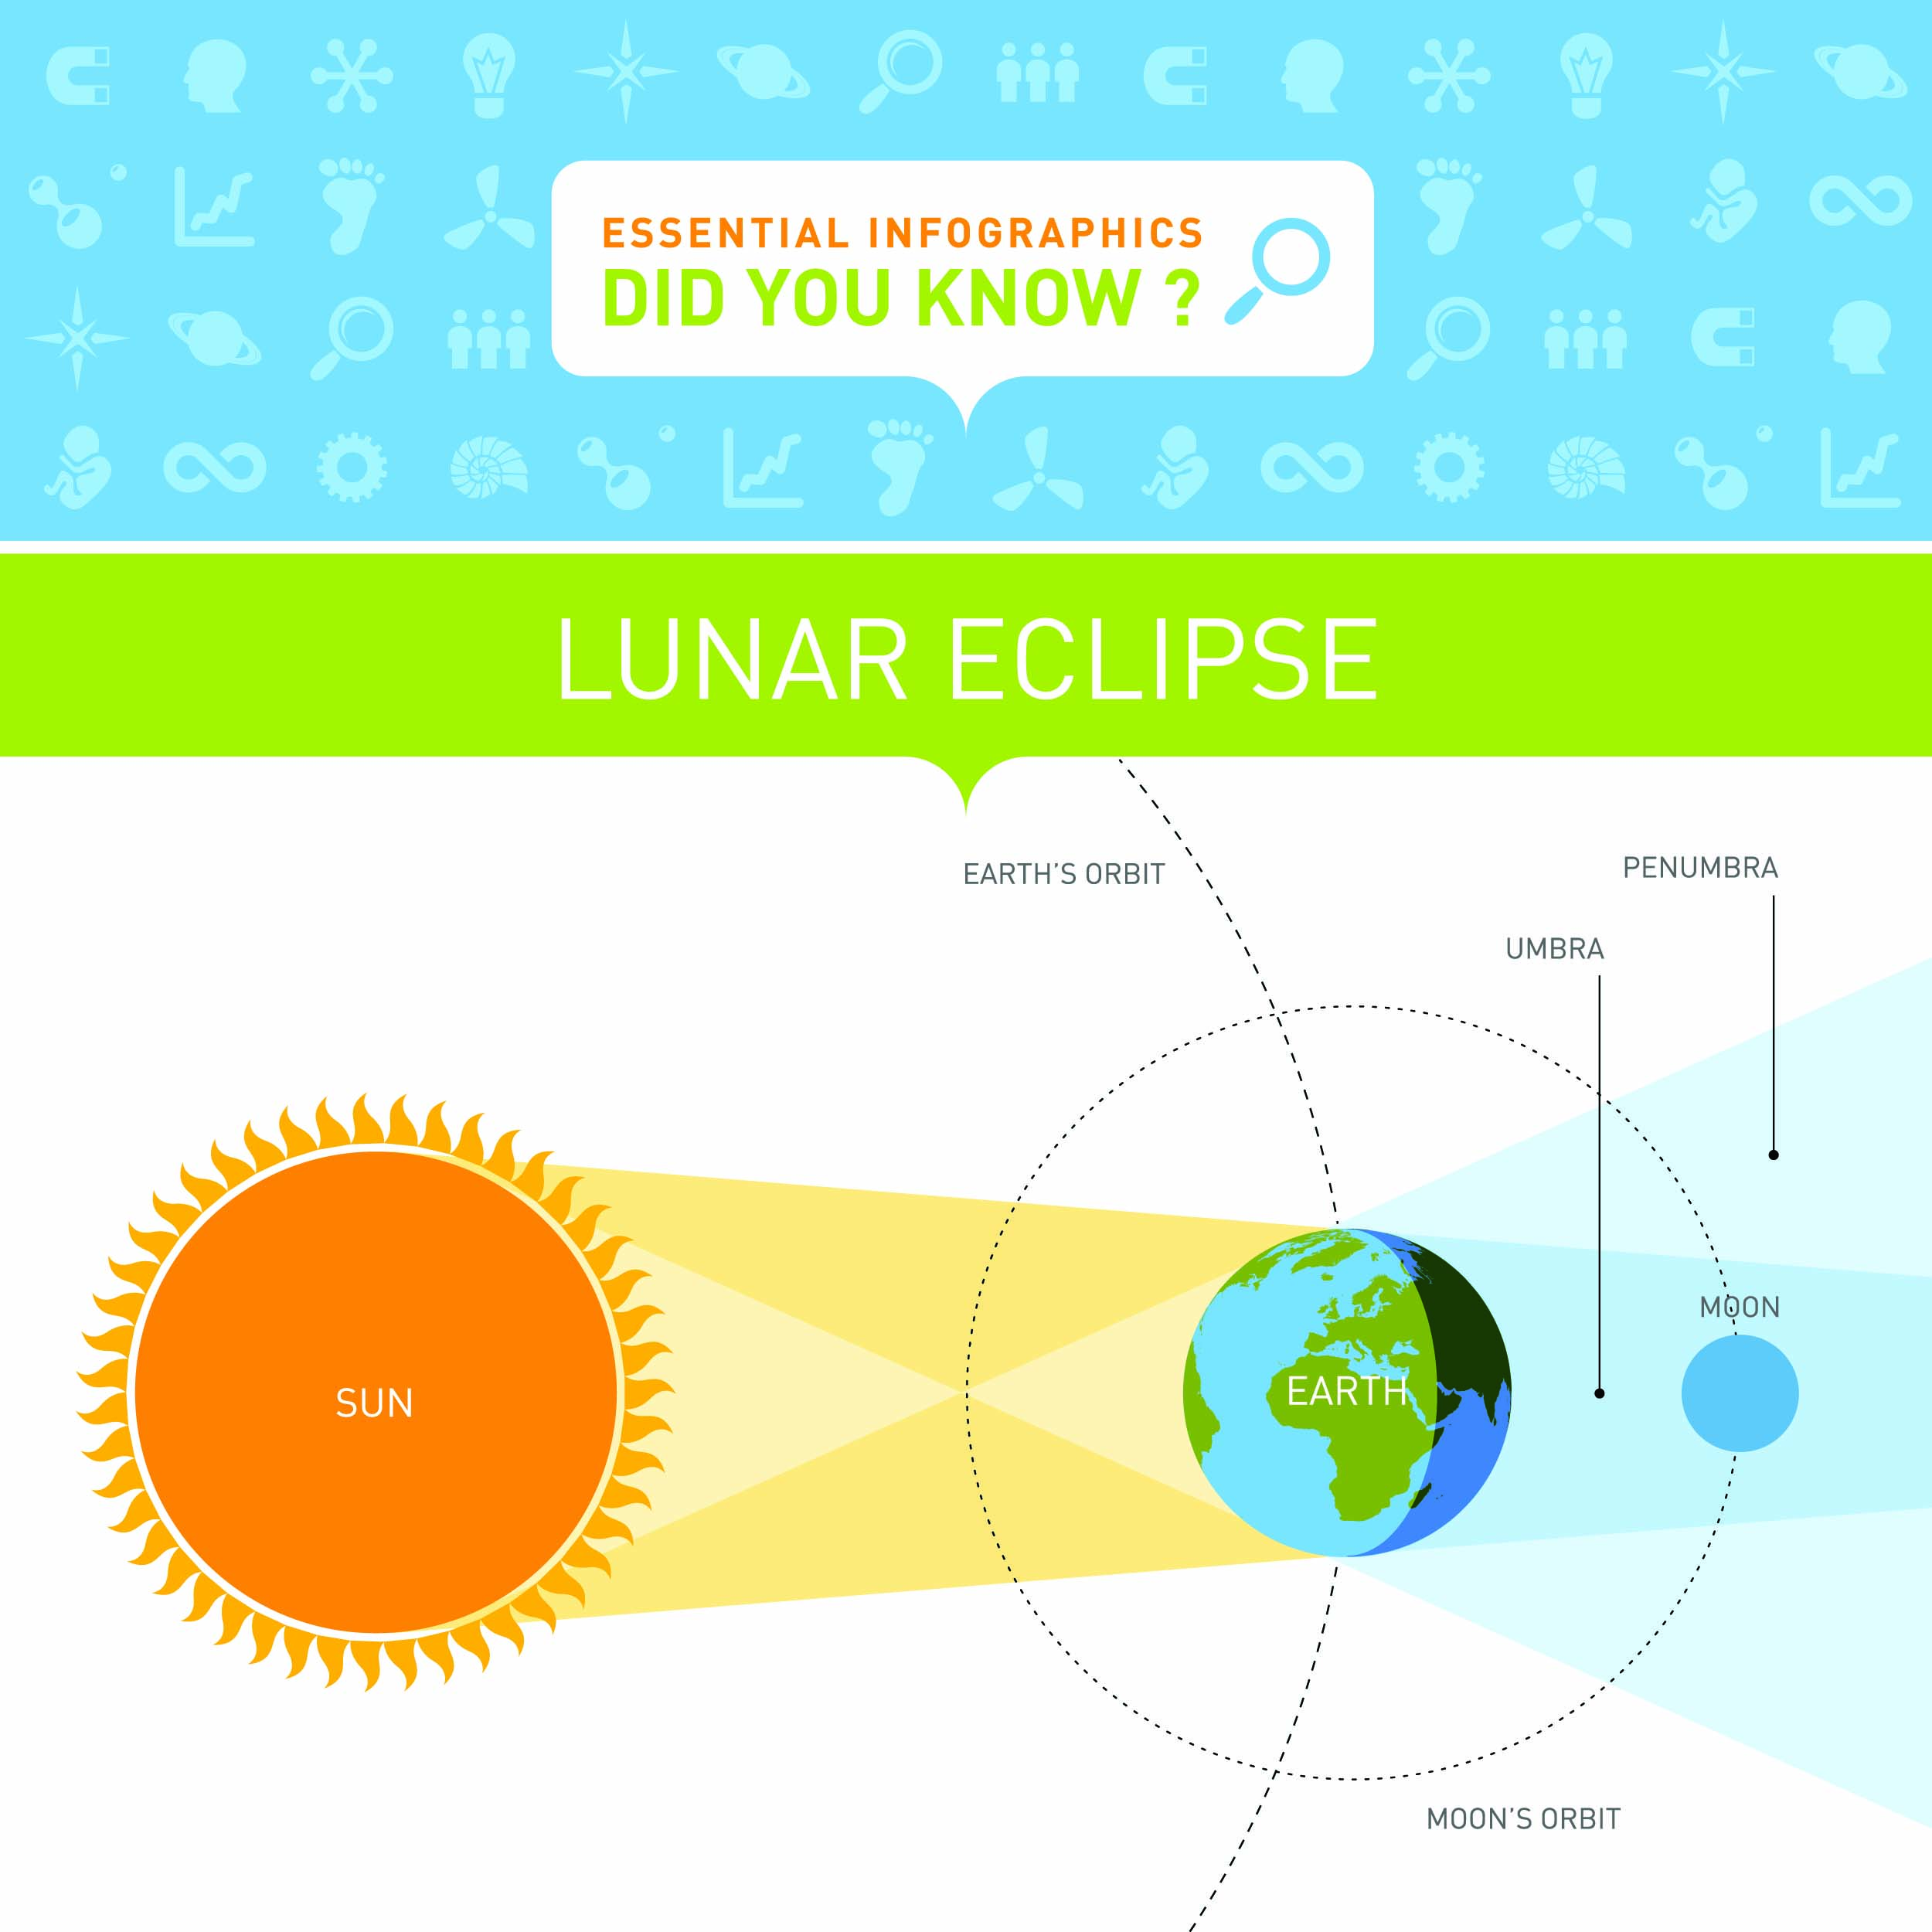 ESSENTIAL INFOGRAPHICS
DID YOU KNOW ?
LUNAR ECLIPSE
EARTH'S ORBIT
PENUMBRA
UMBRA
MOON
SUN
EARTH
MOON'S ORBIT